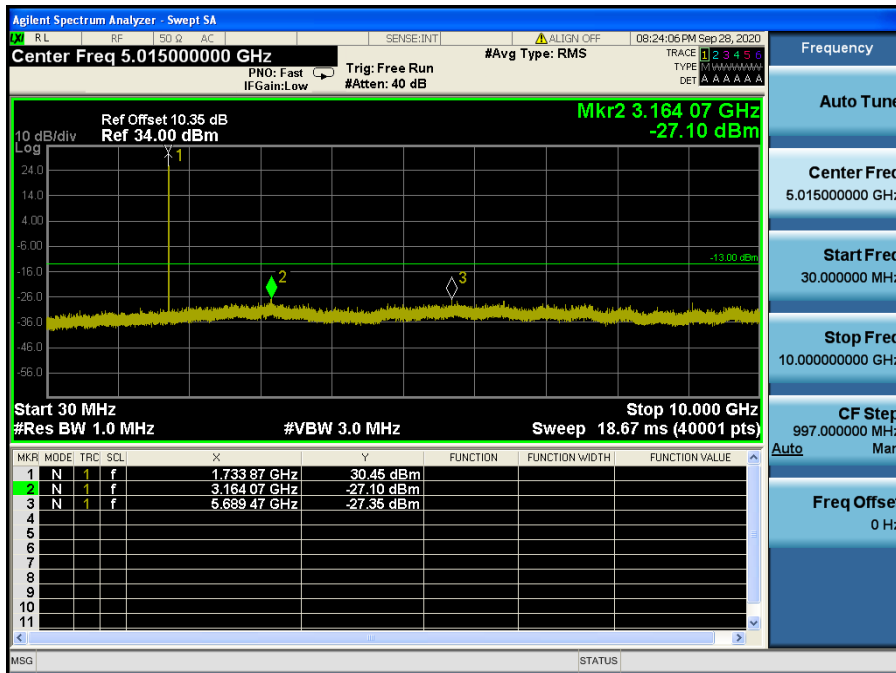 Agilent Spectrum Analyzer - Swept SA
LXI RL RF 50 Ω AC SENSE:INT ALIGN OFF 08:24:06 PM Sep 28, 2020
Center Freq 5.015000000 GHz
PNO: Fast
IFGain:Low
Trig: Free Run
#Atten: 40 dB
#Avg Type: RMS
TRACE 1 2 3 4 5 6
TYPE M WWWWW
DET A A A A A A
Frequency
Mkr2 3.164 07 GHz
-27.10 dBm
Ref Offset 10.35 dB
10 dB/div Ref 34.00 dBm
Log
1
24.0
14.0
4.00
-6.00
-13.00 dBm
-16.0
2
3
-26.0
-36.0
-46.0
-56.0
Start 30 MHz Stop 10.000 GHz
#Res BW 1.0 MHz #VBW 3.0 MHz Sweep 18.67 ms (40001 pts)
MKR MODE TRC SCL X Y FUNCTION FUNCTION WIDTH FUNCTION VALUE
1 N 1 f 1.733 87 GHz 30.45 dBm
2 N 1 f 3.164 07 GHz -27.10 dBm
3 N 1 f 5.689 47 GHz -27.35 dBm
4
5
6
7
8
9
10
11
MSG STATUS
Auto Tune
Center Freq
5.015000000 GHz
Start Freq
30.000000 MHz
Stop Freq
10.000000000 GHz
CF Step
997.000000 MHz
Auto Man
Freq Offset
0 Hz